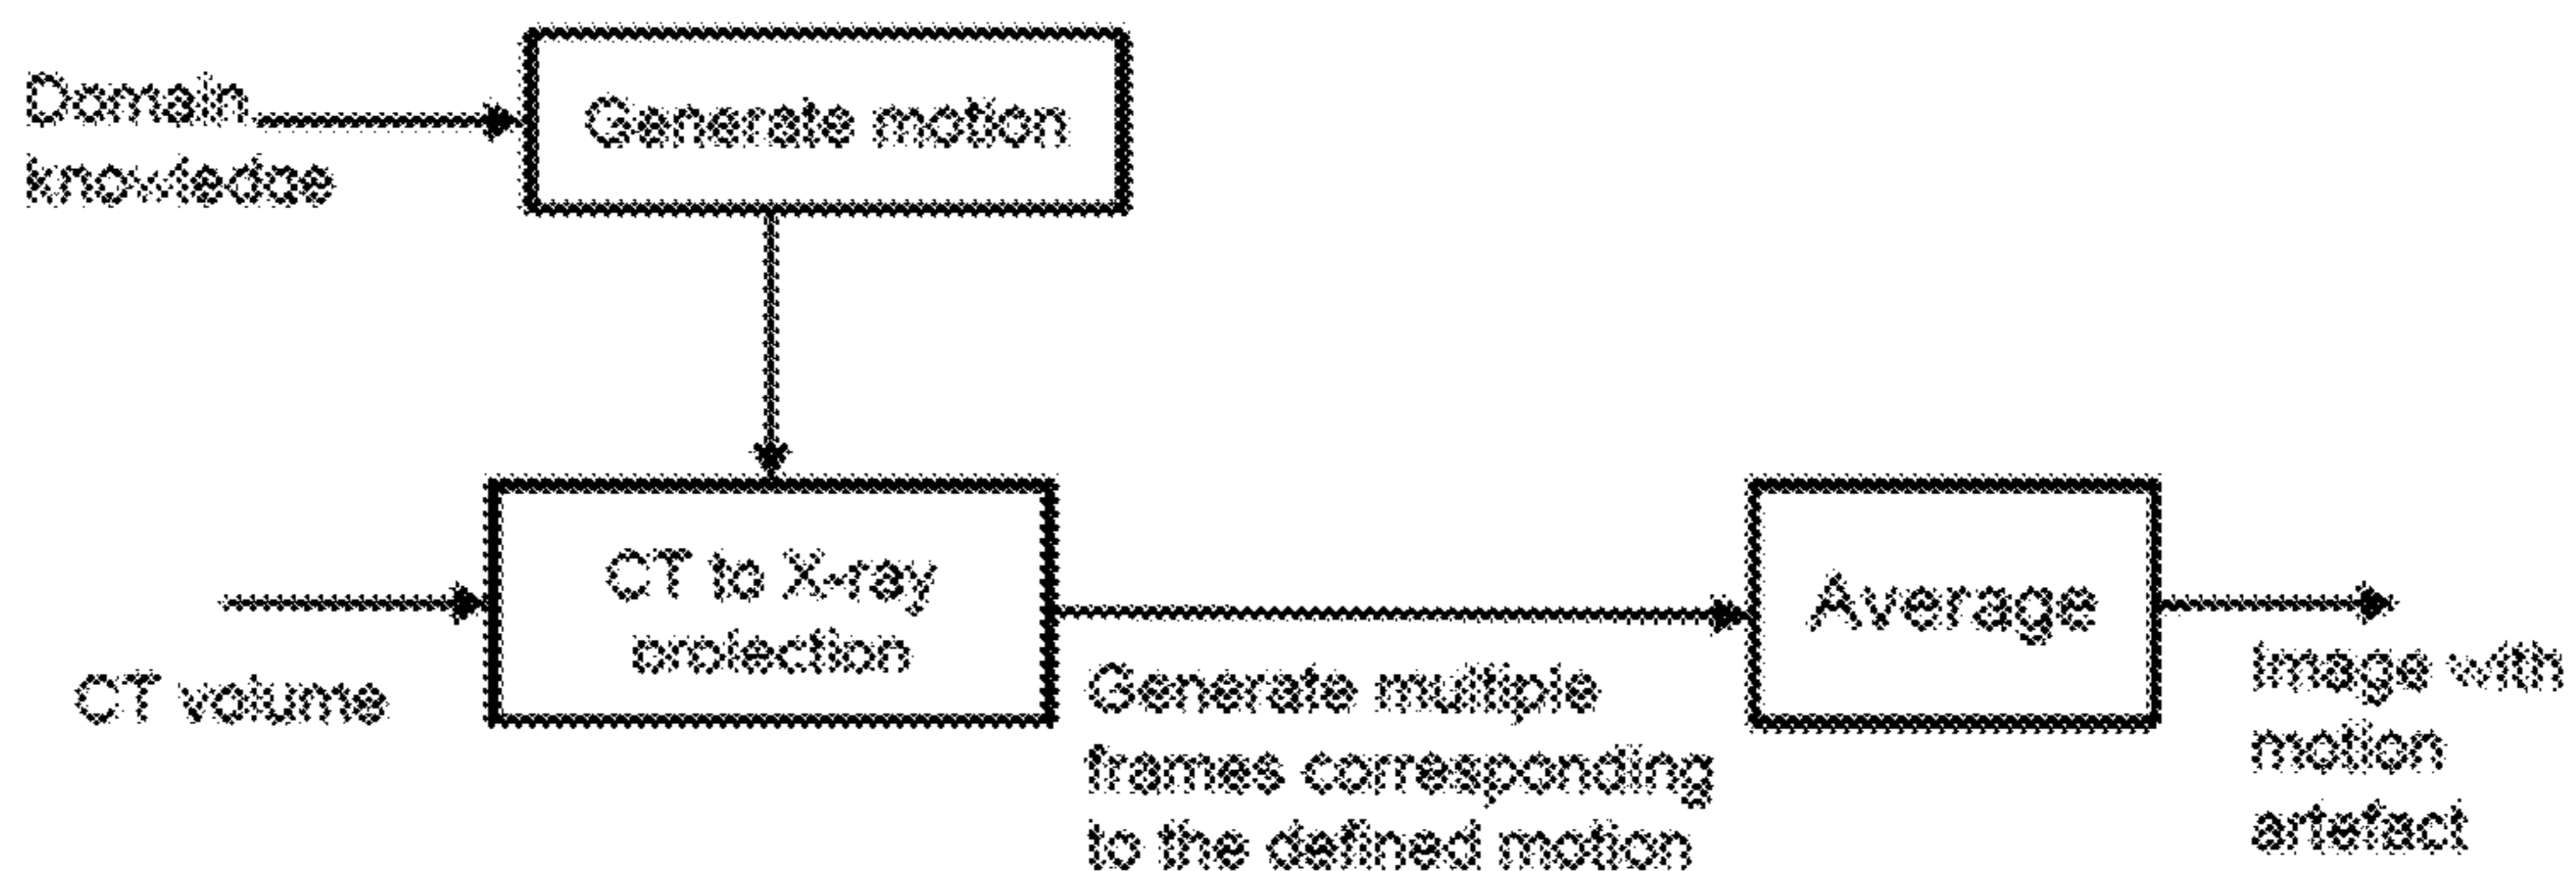 Domain
knowledge
Generate motion
CT volume
CT to X-ray
projection
Generate multiple
frames corresponding
to the defined motion
Average
Image with
motion
artefact